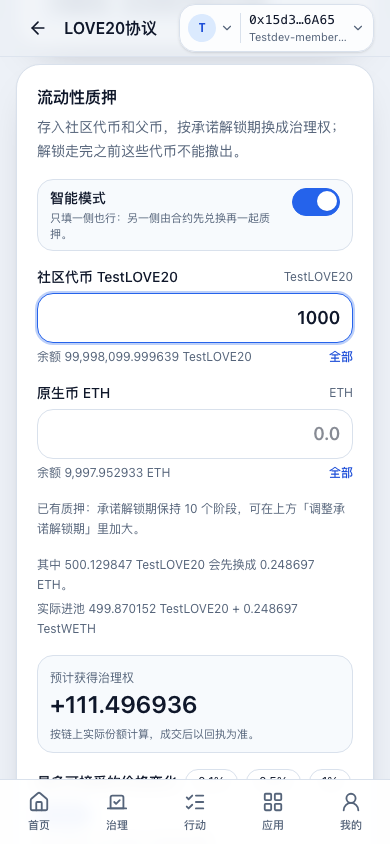 LOVE20协议
T
0x15d3...6A65
Testdev-member...
流动性质押
存入社区代币和父币，按承诺解锁期换成治理权；
解锁走完之前这些代币不能撤出。
智能模式
只填一侧也行：另一侧由合约先兑换再一起质
押。
社区代币 TestLOVE20
TestLOVE20
1000
余额 99,998,099.999639 TestLOVE20
全部
原生币 ETH
ETH
0.0
余额 9,997.952933 ETH
全部
已有质押：承诺解锁期保持 10 个阶段，可在上方「调整承
诺解锁期」里加大。
其中 500.129847 TestLOVE20 会先换成 0.248697
ETH。
实际进池 499.870152 TestLOVE20 + 0.248697
TestWETH
预计获得治理权
+111.496936
按链上实际份额计算，成交后以回执为准。
首页
治理
行动
应用
我的